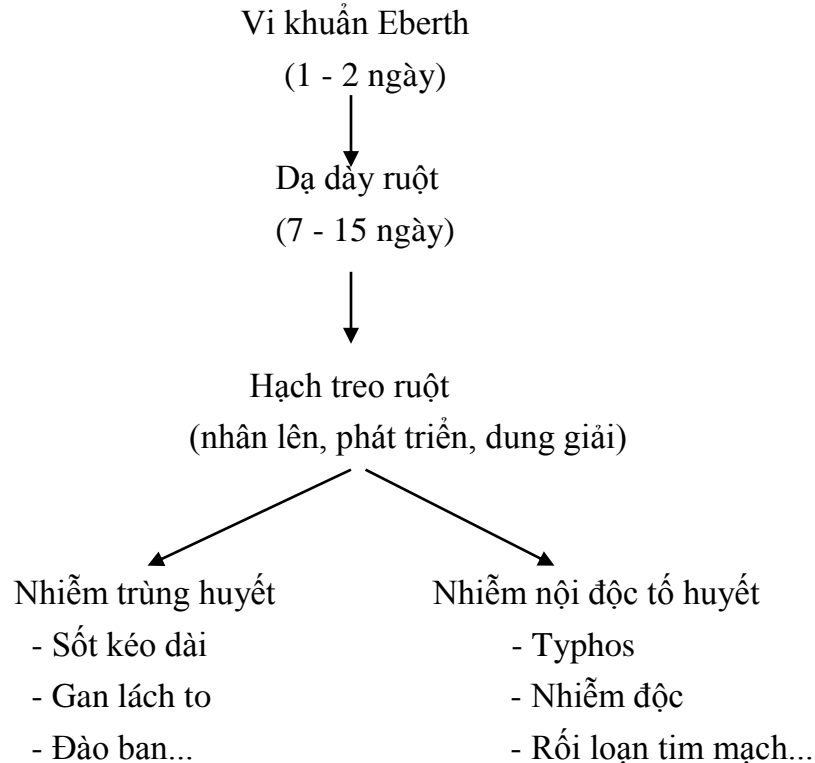 Vi khuẩn Eberth
(1 - 2 ngày)
Dạ dày ruột
(7 - 15 ngày)
Hạch treo ruột
(nhân lên, phát triển, dung giải)
Nhiễm trùng huyết
- Sốt kéo dài
- Gan lách to
- Đào ban...
Nhiễm nội độc tố huyết
- Typhos
- Nhiễm độc
- Rối loạn tim mạch...